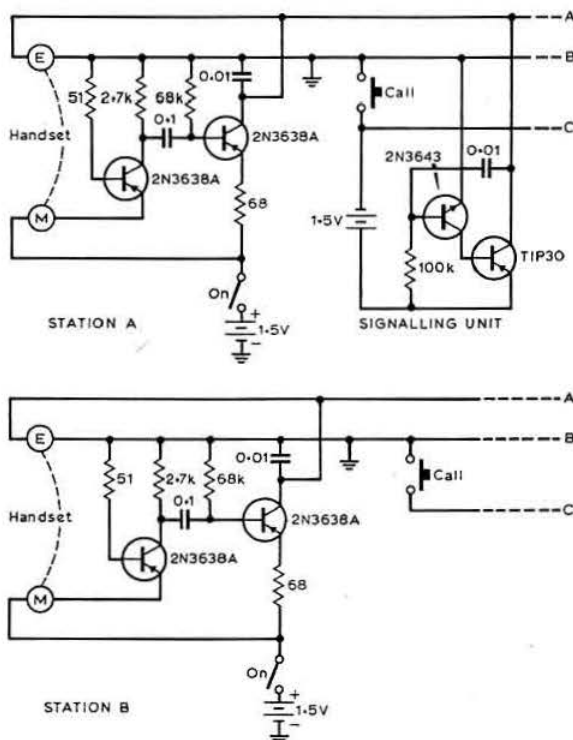 A
E
B
51
2·7k
68k
0·01
Call
Handset
0·1
2N3638A
C
2N3643
0·01
2N3638A
M
68
1·5V
TIP30
100k
On
+
1·5V
-
STATION A
SIGNALLING UNIT
A
E
B
51
2·7k
68k
0·01
Call
0·1
Handset
2N3638A
C
2N3638A
M
68
On
+
1·5V
-
STATION B